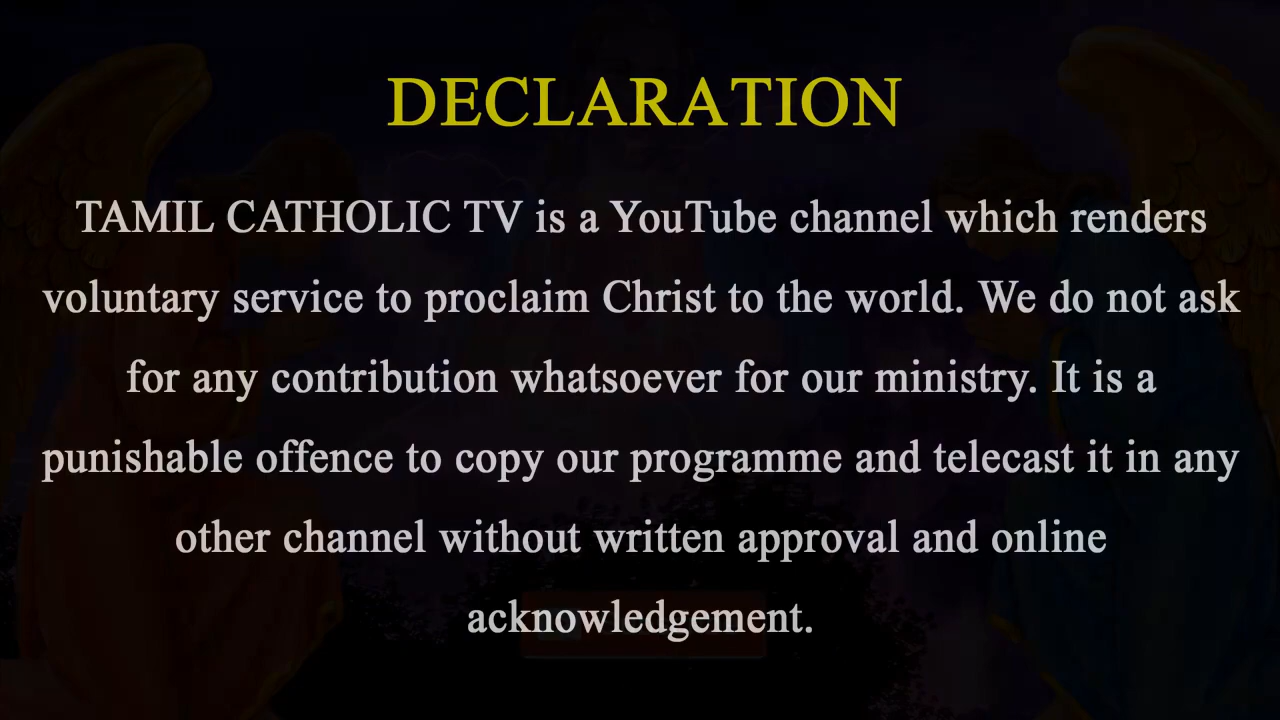 DECLARATION
TAMIL CATHOLIC TV is a YouTube channel which renders
voluntary service to proclaim Christ to the world. We do not ask
for any contribution whatsoever for our ministry. It is a
punishable offence to copy our programme and telecast it in any
other channel without written approval and online
acknowledgement.